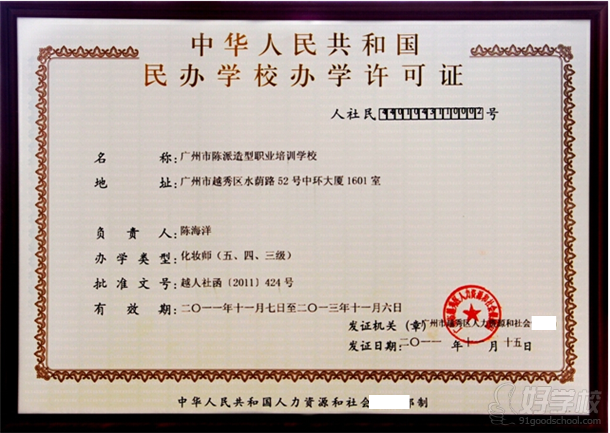 中华人民共和国
民办学校办学许可证
人社民 号
名 称：广州市陈派造型职业培训学校
地 址：广州市越秀区水荫路52号中环大厦1601室
负 责 人：陈海洋
办 学 类 型：化妆师（五、四、三级）
批 准 文 号：越人社函〔2011〕424号
有 效 期：二〇一一年十一月七日至二〇一三年十一月六日
发证机关（章）广州市越秀区人力资源和社会
发证日期：二〇一一 年十一月 十五日
中华人民共和国人力资源和社会 部制
好学校
91goodschool.com